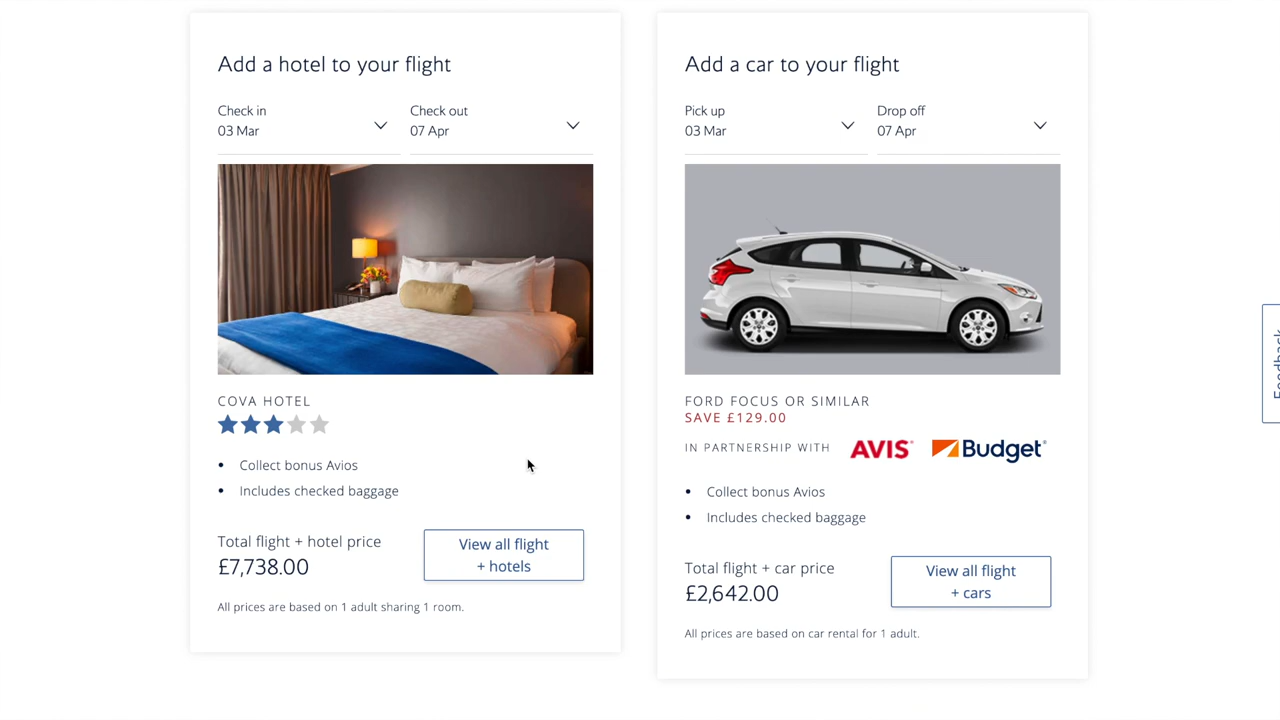 Add a hotel to your flight
Check in
03 Mar
Check out
07 Apr
COVA HOTEL
Collect bonus Avios
Includes checked baggage
Total flight + hotel price
£7,738.00
View all flight
+ hotels
All prices are based on 1 adult sharing 1 room.
Add a car to your flight
Pick up
03 Mar
Drop off
07 Apr
FORD FOCUS OR SIMILAR
SAVE £129.00
IN PARTNERSHIP WITH AVIS Budget
Collect bonus Avios
Includes checked baggage
Total flight + car price
£2,642.00
View all flight
+ cars
All prices are based on car rental for 1 adult.
Feedback